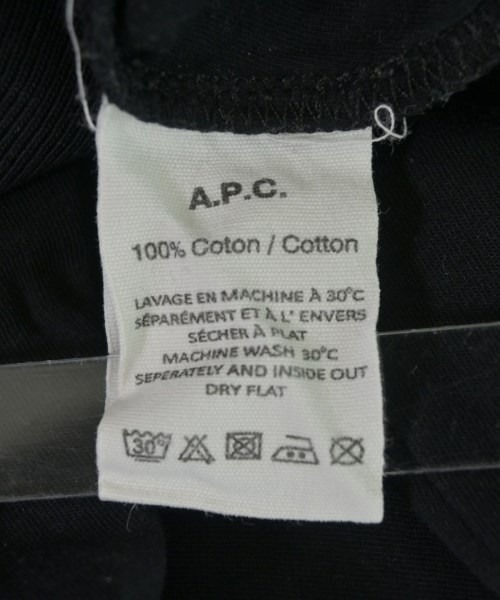 A.P.C.
100% Coton / Cotton
LAVAGE EN MACHINE À 30°C
SÉPARÉMENT ET À L' ENVERS
SÉCHER À PLAT
MACHINE WASH 30°C
SEPERATELY AND INSIDE OUT
DRY FLAT
30°